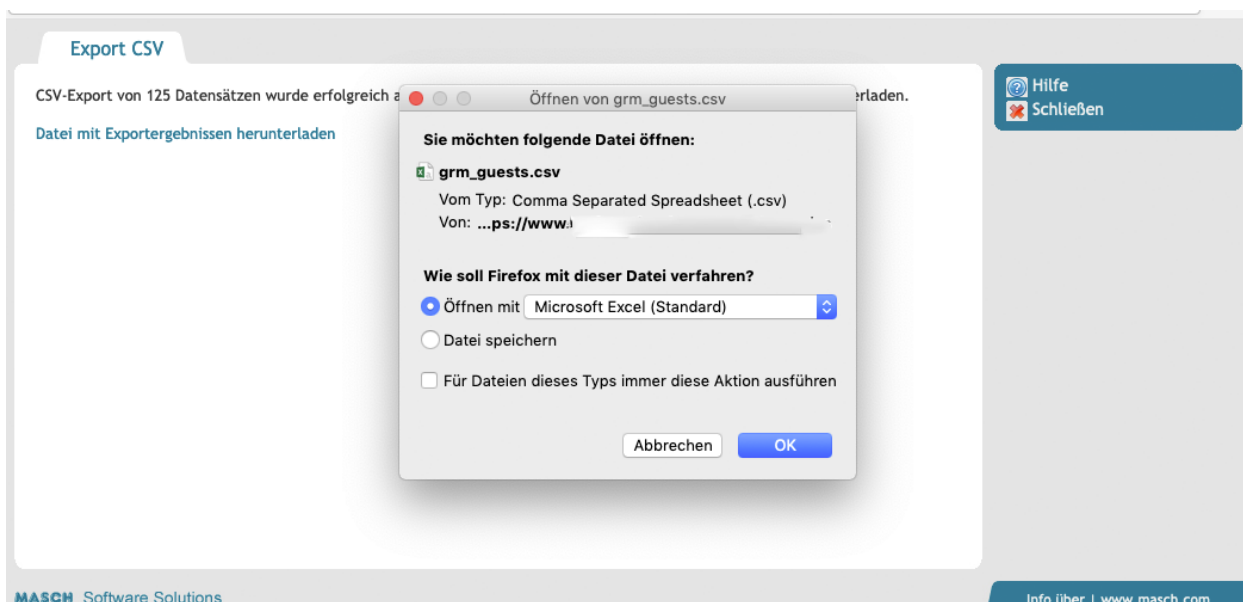 Export CSV
CSV-Export von 125 Datensätzen wurde erfolgreich
erladen.
Datei mit Exportergebnissen herunterladen
Hilfe
Schließen
Öffnen von grm_guests.csv
Sie möchten folgende Datei öffnen:
grm_guests.csv
Vom Typ: Comma Separated Spreadsheet (.csv)
Von: ...ps://www.
Wie soll Firefox mit dieser Datei verfahren?
Öffnen mit Microsoft Excel (Standard)
Datei speichern
Für Dateien dieses Typs immer diese Aktion ausführen
Abbrechen OK
MASCH Software Solutions
Info über | www.masch.com